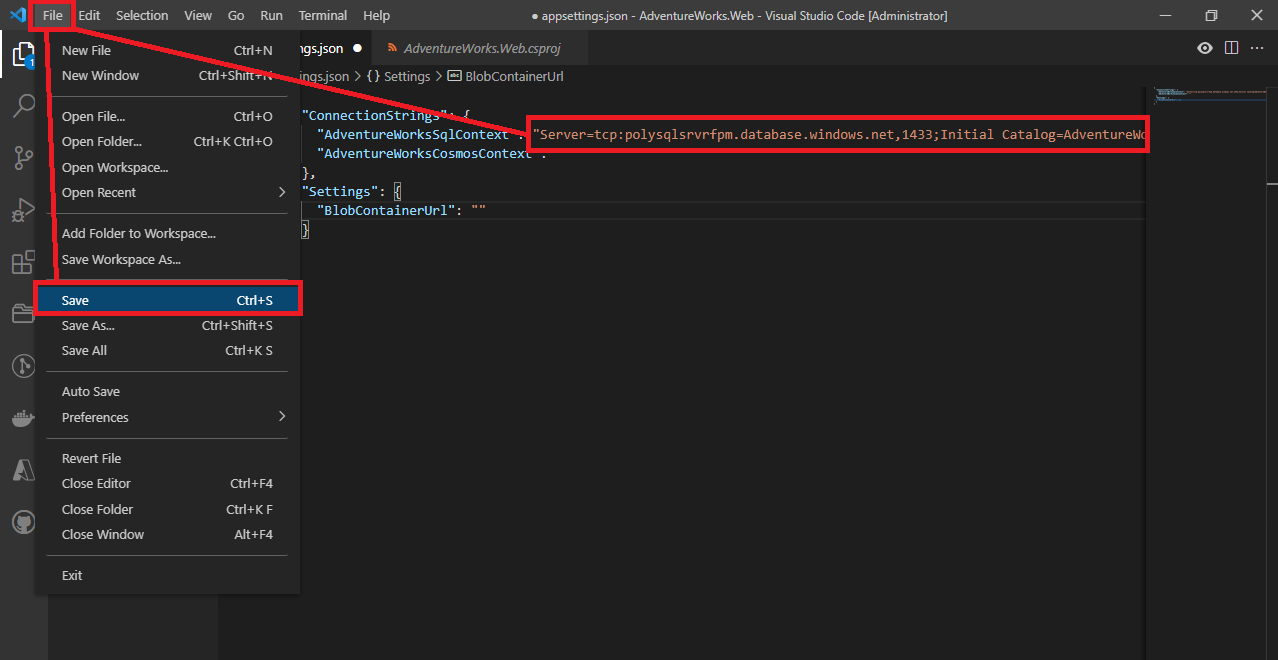 File Edit Selection View Go Run Terminal Help ● appsettings.json - AdventureWorks.Web - Visual Studio Code [Administrator]
1
New File Ctrl+N
New Window Ctrl+Shift+N
Open File... Ctrl+O
Open Folder... Ctrl+K Ctrl+O
Open Workspace...
Open Recent
Add Folder to Workspace...
Save Workspace As...
Save Ctrl+S
Save As... Ctrl+Shift+S
Save All Ctrl+K S
Auto Save
Preferences
Revert File
Close Editor Ctrl+F4
Close Folder Ctrl+K F
Close Window Alt+F4
Exit
ngs.json ● AdventureWorks.Web.csproj
ings.json > {} Settings > abc BlobContainerUrl
"ConnectionStrings": {
"AdventureWorksSqlContext": "Server=tcp:polysqlsrvrfpm.database.windows.net,1433;Initial Catalog=AdventureWo
"AdventureWorksCosmosContext":
},
"Settings": {
"BlobContainerUrl": ""
}